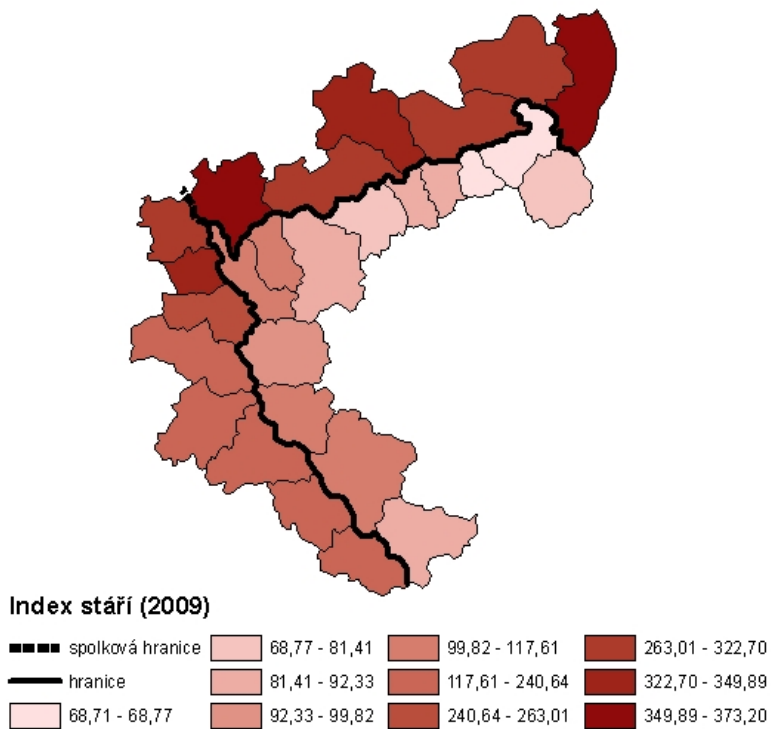 Index stáří (2009)
spolková hranice
hranice
68,71 - 68,77
68,77 - 81,41
81,41 - 92,33
92,33 - 99,82
99,82 - 117,61
117,61 - 240,64
240,64 - 263,01
263,01 - 322,70
322,70 - 349,89
349,89 - 373,20